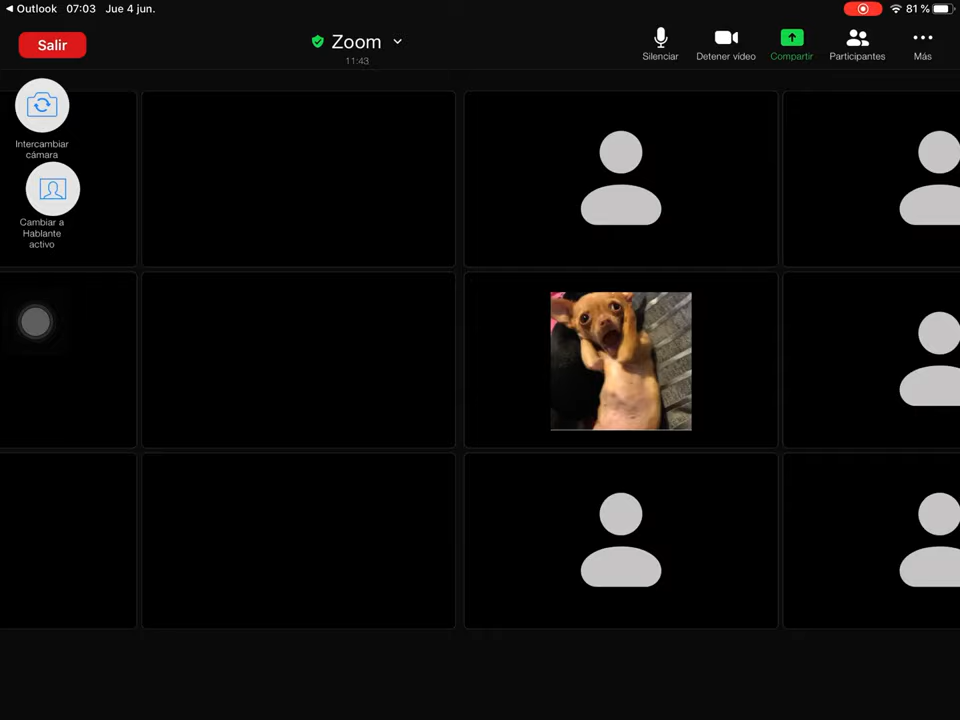 Outlook 07:03 Jue 4 jun. 81 %
Salir
Zoom
11:43
Silenciar Detener vídeo Compartir Participantes Más
Intercambiar
cámara
Cambiar a
Hablante
activo